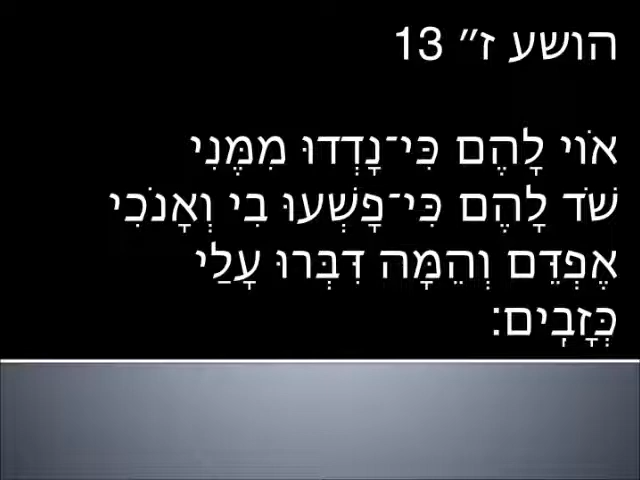 הושע ז״ 13
אוֹי לָהֶם כִּי־נָדְדוּ מִמֶּנִי
שֹׁד לָהֶם כִּי־פָשְׁעוּ בִי וְאָנֹכִי
אֶפְדֵּם וְהֵמָּה דִּבְּרוּ עָלַי
כְּזָבִֽים׃